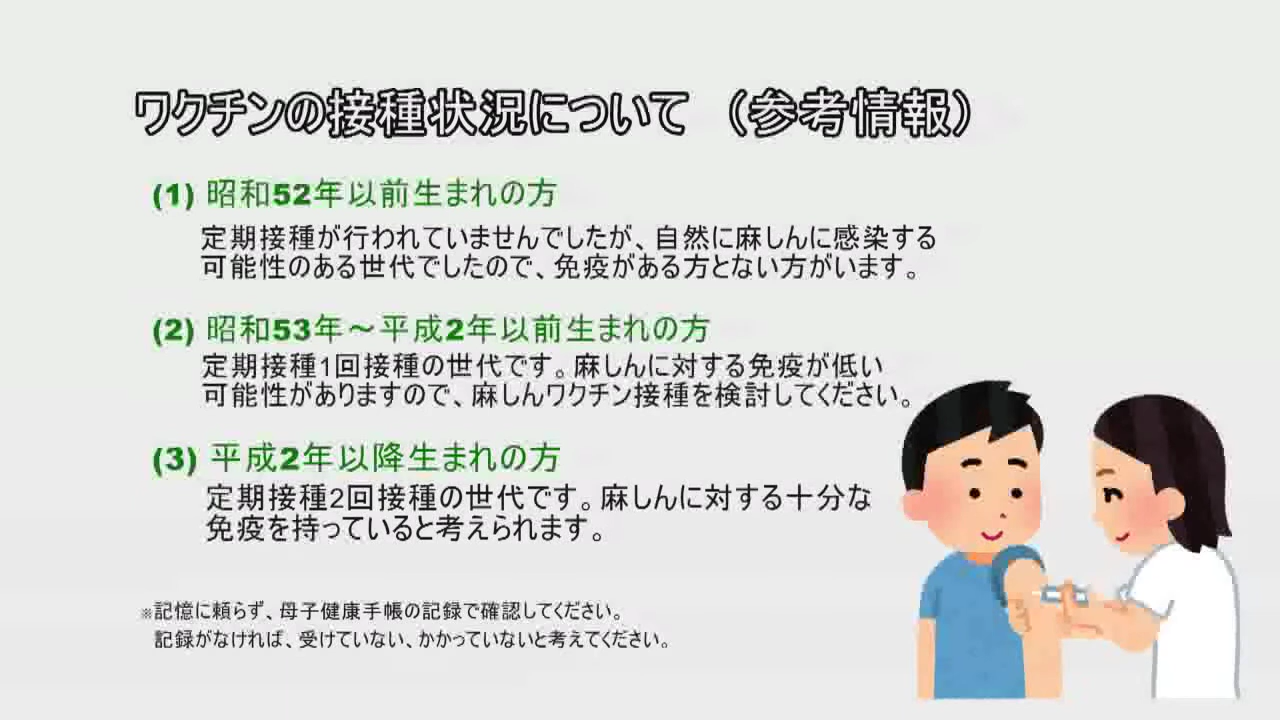 ワクチンの接種状況について （参考情報）
(1) 昭和52年以前生まれの方
定期接種が行われていませんでしたが、自然に麻しんに感染する
可能性のある世代でしたので、免疫がある方とない方がいます。
(2) 昭和53年～平成2年以前生まれの方
定期接種1回接種の世代です。麻しんに対する免疫が低い
可能性がありますので、麻しんワクチン接種を検討してください。
(3) 平成2年以降生まれの方
定期接種2回接種の世代です。麻しんに対する十分な
免疫を持っていると考えられます。
※記憶に頼らず、母子健康手帳の記録で確認してください。
記録がなければ、受けていない、かかっていないと考えてください。